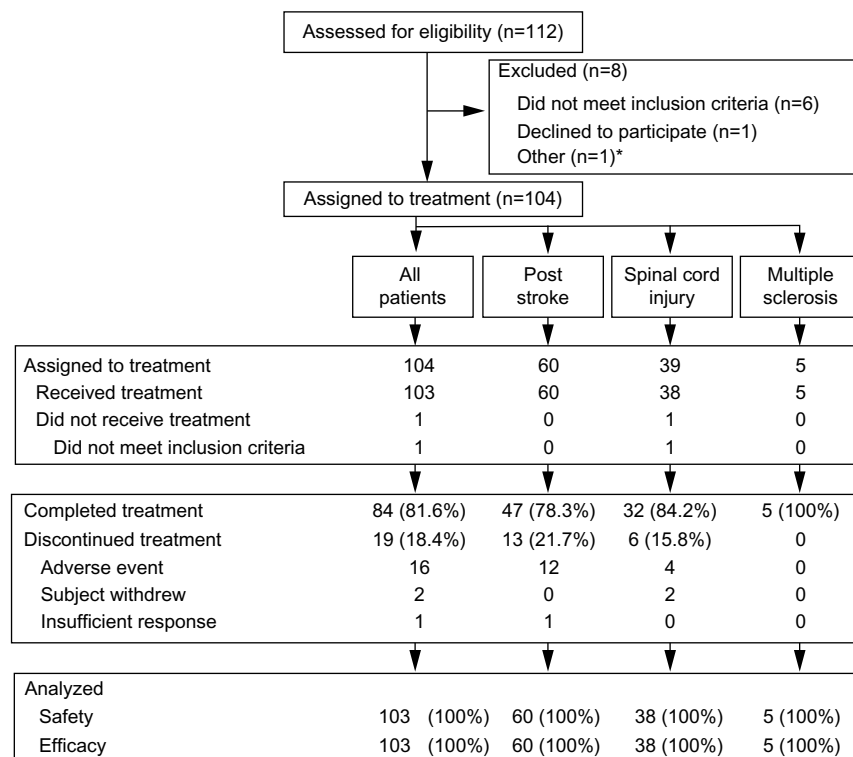 Assessed for eligibility (n=112)
Excluded (n=8)
Did not meet inclusion criteria (n=6)
Declined to participate (n=1)
Other (n=1)*
Assigned to treatment (n=104)
All patients
Post stroke
Spinal cord injury
Multiple sclerosis
Assigned to treatment 104 60 39 5
Received treatment 103 60 38 5
Did not receive treatment 1 0 1 0
Did not meet inclusion criteria 1 0 1 0
Completed treatment 84 (81.6%) 47 (78.3%) 32 (84.2%) 5 (100%)
Discontinued treatment 19 (18.4%) 13 (21.7%) 6 (15.8%) 0
Adverse event 16 12 4 0
Subject withdrew 2 0 2 0
Insufficient response 1 1 0 0
Analyzed
Safety 103 (100%) 60 (100%) 38 (100%) 5 (100%)
Efficacy 103 (100%) 60 (100%) 38 (100%) 5 (100%)